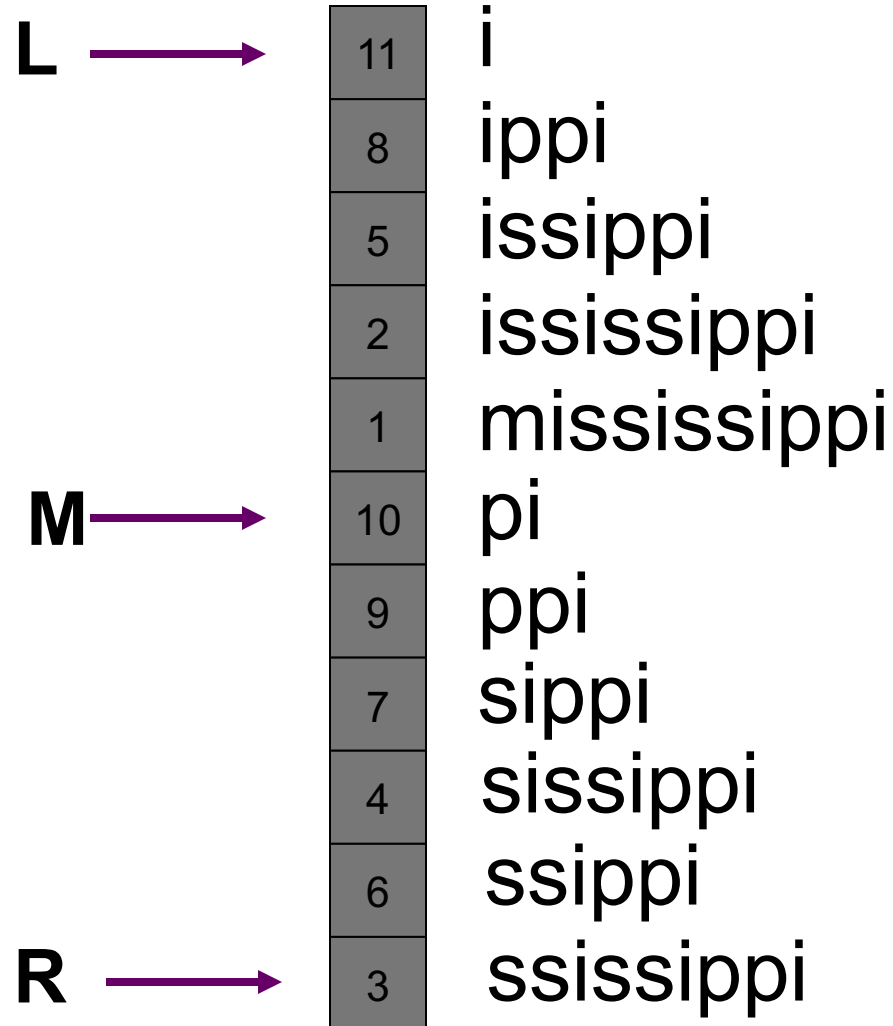 L 11 i
8 ippi
5 issippi
2 ississippi
1 mississippi
M 10 pi
9 ppi
7 sippi
4 sissippi
6 ssippi
R 3 ssissippi